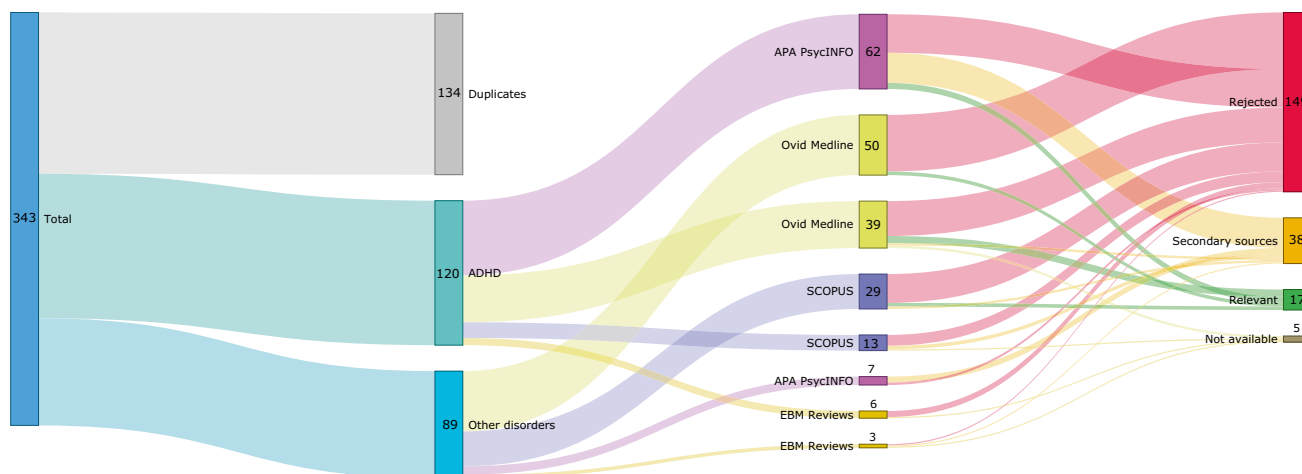 343 Total
134 Duplicates
120 ADHD
89 Other disorders
APA PsycINFO 62
Ovid Medline 50
Ovid Medline 39
SCOPUS 29
SCOPUS 13
APA PsycINFO 7
EBM Reviews 6
EBM Reviews 3
Rejected 149
Secondary sources 38
Relevant 17
Not available 5